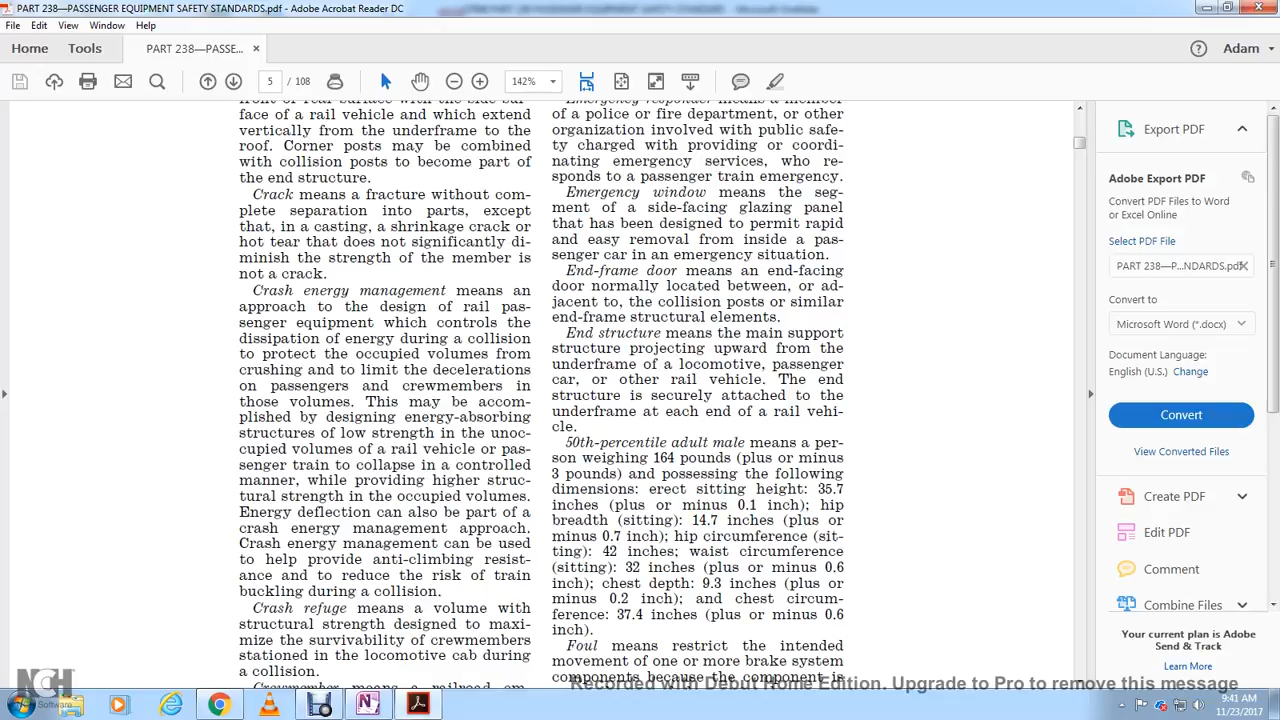 PART 238—PASSENGER EQUIPMENT SAFETY STANDARDS.pdf - Adobe Acrobat Reader DC
File Edit View Window Help
Home Tools PART 238—PASSE... × Adam
5 / 108 142%
front or rear surface with the side sur-
face of a rail vehicle and which extend
vertically from the underframe to the
roof. Corner posts may be combined
with collision posts to become part of
the end structure.
Crack means a fracture without com-
plete separation into parts, except
that, in a casting, a shrinkage crack or
hot tear that does not significantly di-
minish the strength of the member is
not a crack.
Crash energy management means an
approach to the design of rail pas-
senger equipment which controls the
dissipation of energy during a collision
to protect the occupied volumes from
crushing and to limit the decelerations
on passengers and crewmembers in
those volumes. This may be accom-
plished by designing energy-absorbing
structures of low strength in the unoc-
cupied volumes of a rail vehicle or pas-
senger train to collapse in a controlled
manner, while providing higher struc-
tural strength in the occupied volumes.
Energy deflection can also be part of a
crash energy management approach.
Crash energy management can be used
to help provide anti-climbing resist-
ance and to reduce the risk of train
buckling during a collision.
Crash refuge means a volume with
structural strength designed to maxi-
mize the survivability of crewmembers
stationed in the locomotive cab during
a collision.
Crewmember means a railroad em-
Emergency responder means a member
of a police or fire department, or other
organization involved with public safe-
ty charged with providing or coordi-
nating emergency services, who re-
sponds to a passenger train emergency.
Emergency window means the seg-
ment of a side-facing glazing panel
that has been designed to permit rapid
and easy removal from inside a pas-
senger car in an emergency situation.
End-frame door means an end-facing
door normally located between, or ad-
jacent to, the collision posts or similar
end-frame structural elements.
End structure means the main support
structure projecting upward from the
underframe of a locomotive, passenger
car, or other rail vehicle. The end
structure is securely attached to the
underframe at each end of a rail vehi-
cle.
50th-percentile adult male means a per-
son weighing 164 pounds (plus or minus
3 pounds) and possessing the following
dimensions: erect sitting height: 35.7
inches (plus or minus 0.1 inch); hip
breadth (sitting): 14.7 inches (plus or
minus 0.7 inch); hip circumference (sit-
ting): 42 inches; waist circumference
(sitting): 32 inches (plus or minus 0.6
inch); chest depth: 9.3 inches (plus or
minus 0.2 inch); and chest circum-
ference: 37.4 inches (plus or minus 0.6
inch).
Foul means restrict the intended
movement of one or more brake system
components because the component is
Export PDF
Adobe Export PDF
Convert PDF Files to Word
or Excel Online
Select PDF File
PART 238—P...NDARDS.pdf
Convert to
Microsoft Word (*.docx)
Document Language:
English (U.S.) Change
Convert
View Converted Files
Create PDF
Edit PDF
Comment
Combine Files
Your current plan is Adobe
Send & Track
Learn More
NCH
Software
Recorded with Debut Home Edition. Upgrade to Pro to remove this message
9:41 AM
11/23/2017